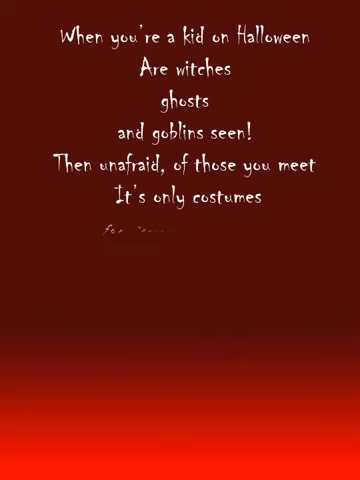 When you're a kid on Halloween
Are witches
ghosts
and goblins seen!
Then unafraid, of those you meet
It's only costumes
for